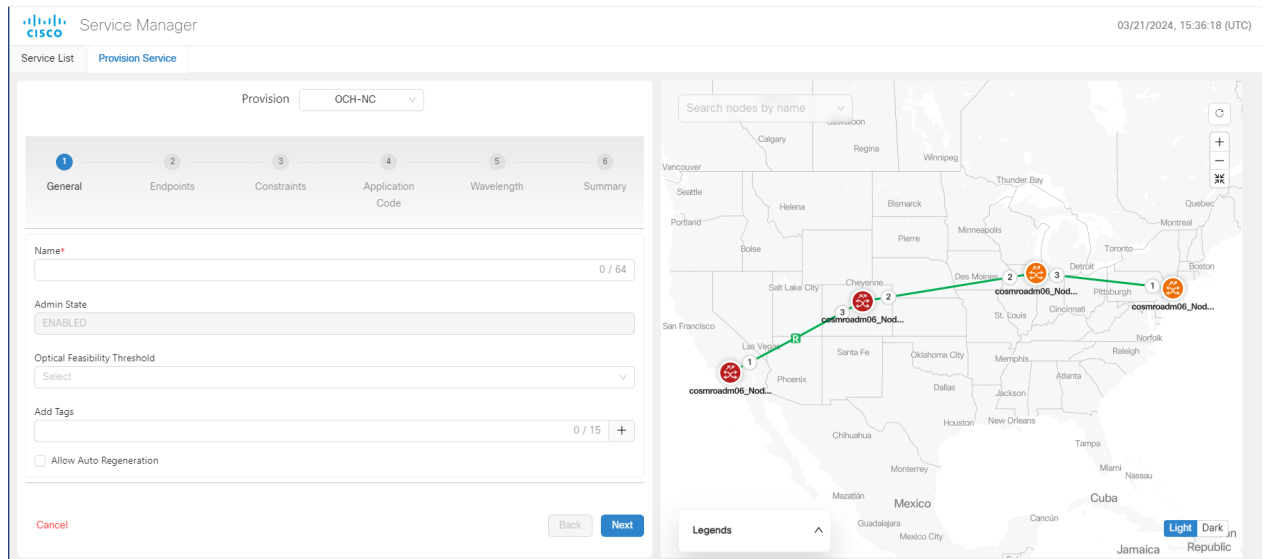 CISCO
Service Manager
03/21/2024, 15:36:18 (UTC)
Service List
Provision Service
Provision
OCH-NC
1
2
3
4
5
6
General
Endpoints
Constraints
Application
Code
Wavelength
Summary
Name*
0 / 64
Admin State
ENABLED
Optical Feasibility Threshold
Select
Add Tags
0 / 15 +
Allow Auto Regeneration
Cancel
Back
Next
Search nodes by name
Calgary
Regina
Winnipeg
Vancouver
Thunder Bay
Seattle
Helena
Bismarck
Quebec
Portland
Montreal
Minneapolis
Pierre
Boise
Toronto
Detroit
Boston
Des Moines
2
3
cosmroadm06_Nod...
Salt Lake City
Cheyenne
2
3
cosmroadm06_Nod...
Pittsburgh
1
cosmroadm06_Nod...
St. Louis
Cincinnati
San Francisco
Norfolk
R
Las Vegas
Raleigh
Santa Fe
Oklahoma City
Memphis
1
cosmroadm06_Nod...
Phoenix
Atlanta
Dallas
Jackson
Houston
New Orleans
Chihuahua
Tampa
Monterrey
Miami
Nassau
Mazatlán
Mexico
Cuba
Guadalajara
Cancún
Mexico City
Legends
Light
Dark
Jamaica
Republic